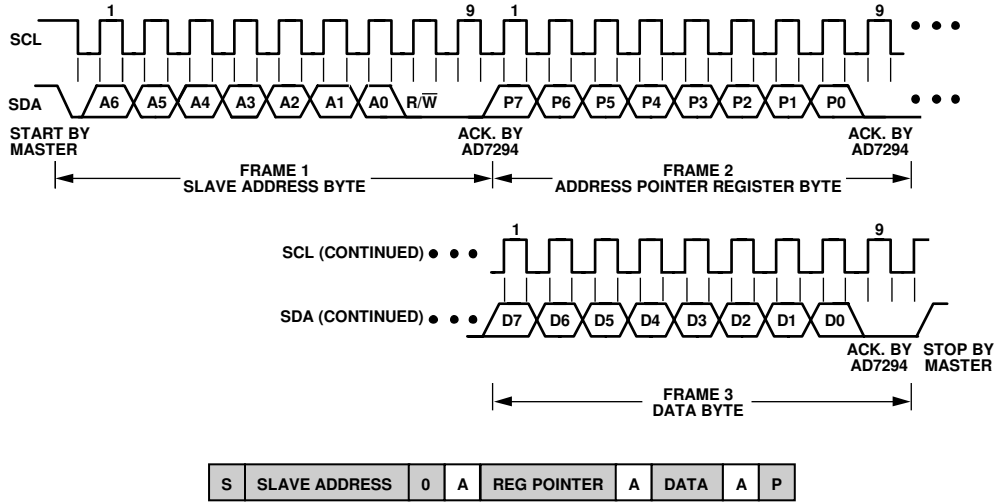 1 9 1 9
SCL
SDA A6 A5 A4 A3 A2 A1 A0 R/W̅ P7 P6 P5 P4 P3 P2 P1 P0
START BY
MASTER
ACK. BY
AD7294
ACK. BY
AD7294
FRAME 1
SLAVE ADDRESS BYTE
FRAME 2
ADDRESS POINTER REGISTER BYTE
1 9
SCL (CONTINUED)
SDA (CONTINUED) D7 D6 D5 D4 D3 D2 D1 D0
ACK. BY
AD7294
STOP BY
MASTER
FRAME 3
DATA BYTE
S SLAVE ADDRESS 0 A REG POINTER A DATA A P